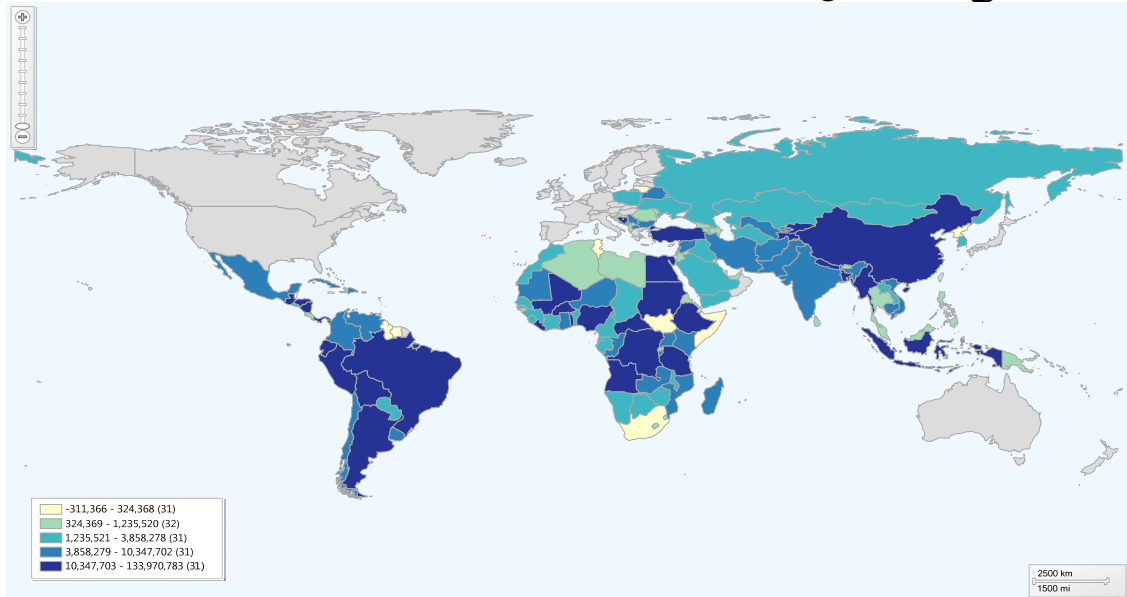 -311,366 - 324,368 (31)
324,369 - 1,235,520 (32)
1,235,521 - 3,858,278 (31)
3,858,279 - 10,347,702 (31)
10,347,703 - 133,970,783 (31)
2500 km
1500 mi